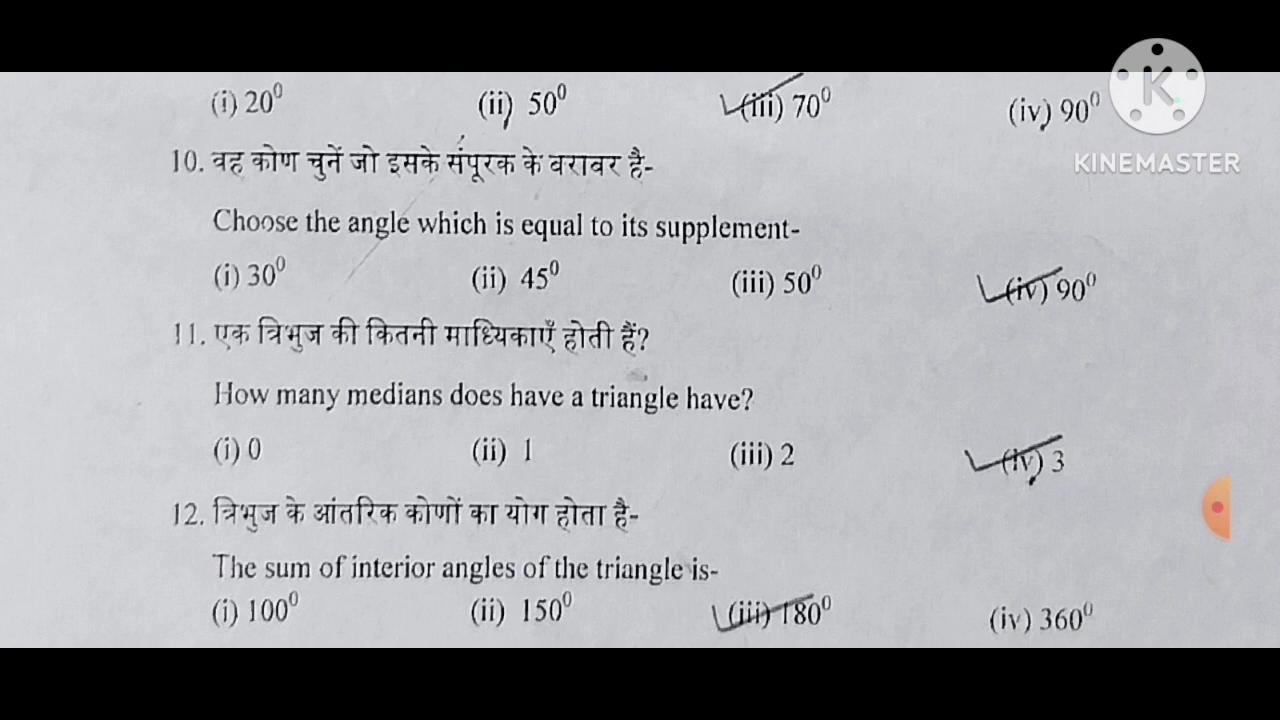 (i) 20⁰ (ii) 50⁰ (iii) 70⁰ (iv) 90⁰
KINEMASTER
10. वह कोण चुनें जो इसके संपूरक के वरावर है-
Choose the angle which is equal to its supplement-
(i) 30⁰ (ii) 45⁰ (iii) 50⁰ (iv) 90⁰
11. एक त्रिभुज की कितनी माध्यिकाएँ होती हैं?
How many medians does have a triangle have?
(i) 0 (ii) 1 (iii) 2 (iv) 3
12. त्रिभुज के आंतरिक कोणों का योग होता है-
The sum of interior angles of the triangle is-
(i) 100⁰ (ii) 150⁰ (iii) 180⁰ (iv) 360⁰